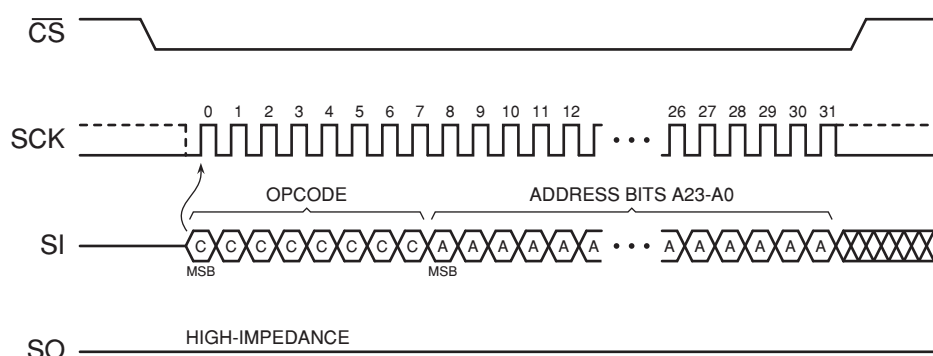 CS
0 1 2 3 4 5 6 7 8 9 10 11 12 26 27 28 29 30 31
SCK
OPCODE ADDRESS BITS A23-A0
SI C C C C C C C C A A A A A A A A A A A A
MSB MSB
HIGH-IMPEDANCE
SO